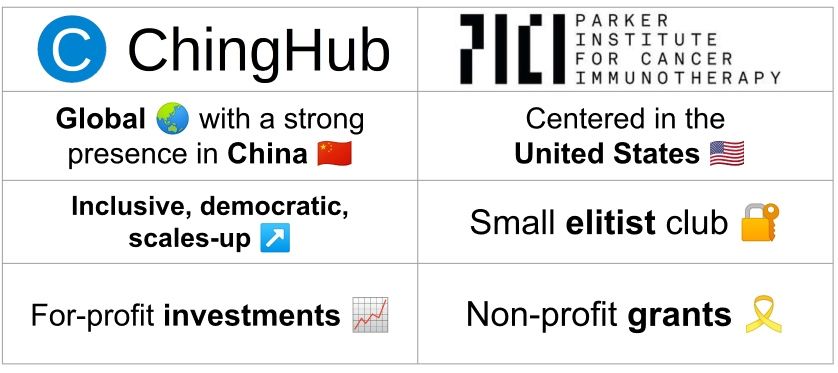 C ChingHub
PICI PARKER
INSTITUTE
FOR CANCER
IMMUNOTHERAPY
Global 🌏 with a strong
presence in China 🇨🇳
Centered in the
United States 🇺🇸
Inclusive, democratic,
scales-up ↗️
Small elitist club 🔐
For-profit investments 📈
Non-profit grants 🎗️